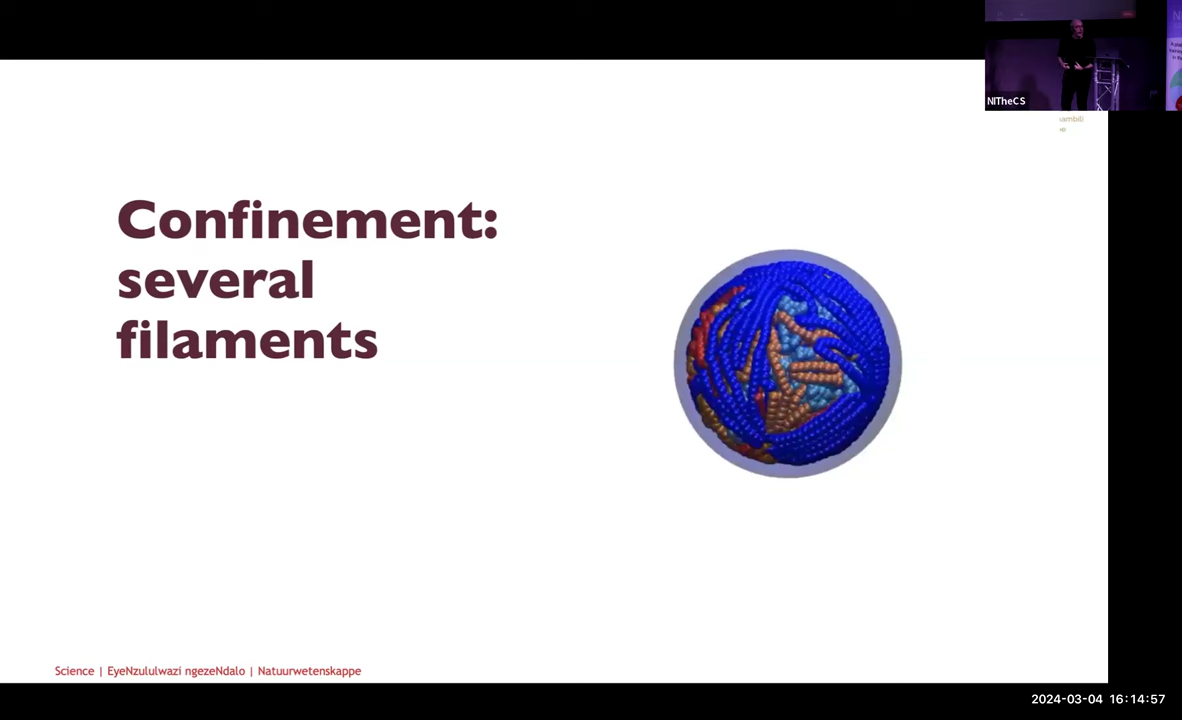 NITheCS
Confinement:
several
filaments
Science | EyeNzululwazi ngezeNdalo | Natuurwetenskappe
2024-03-04 16:14:57